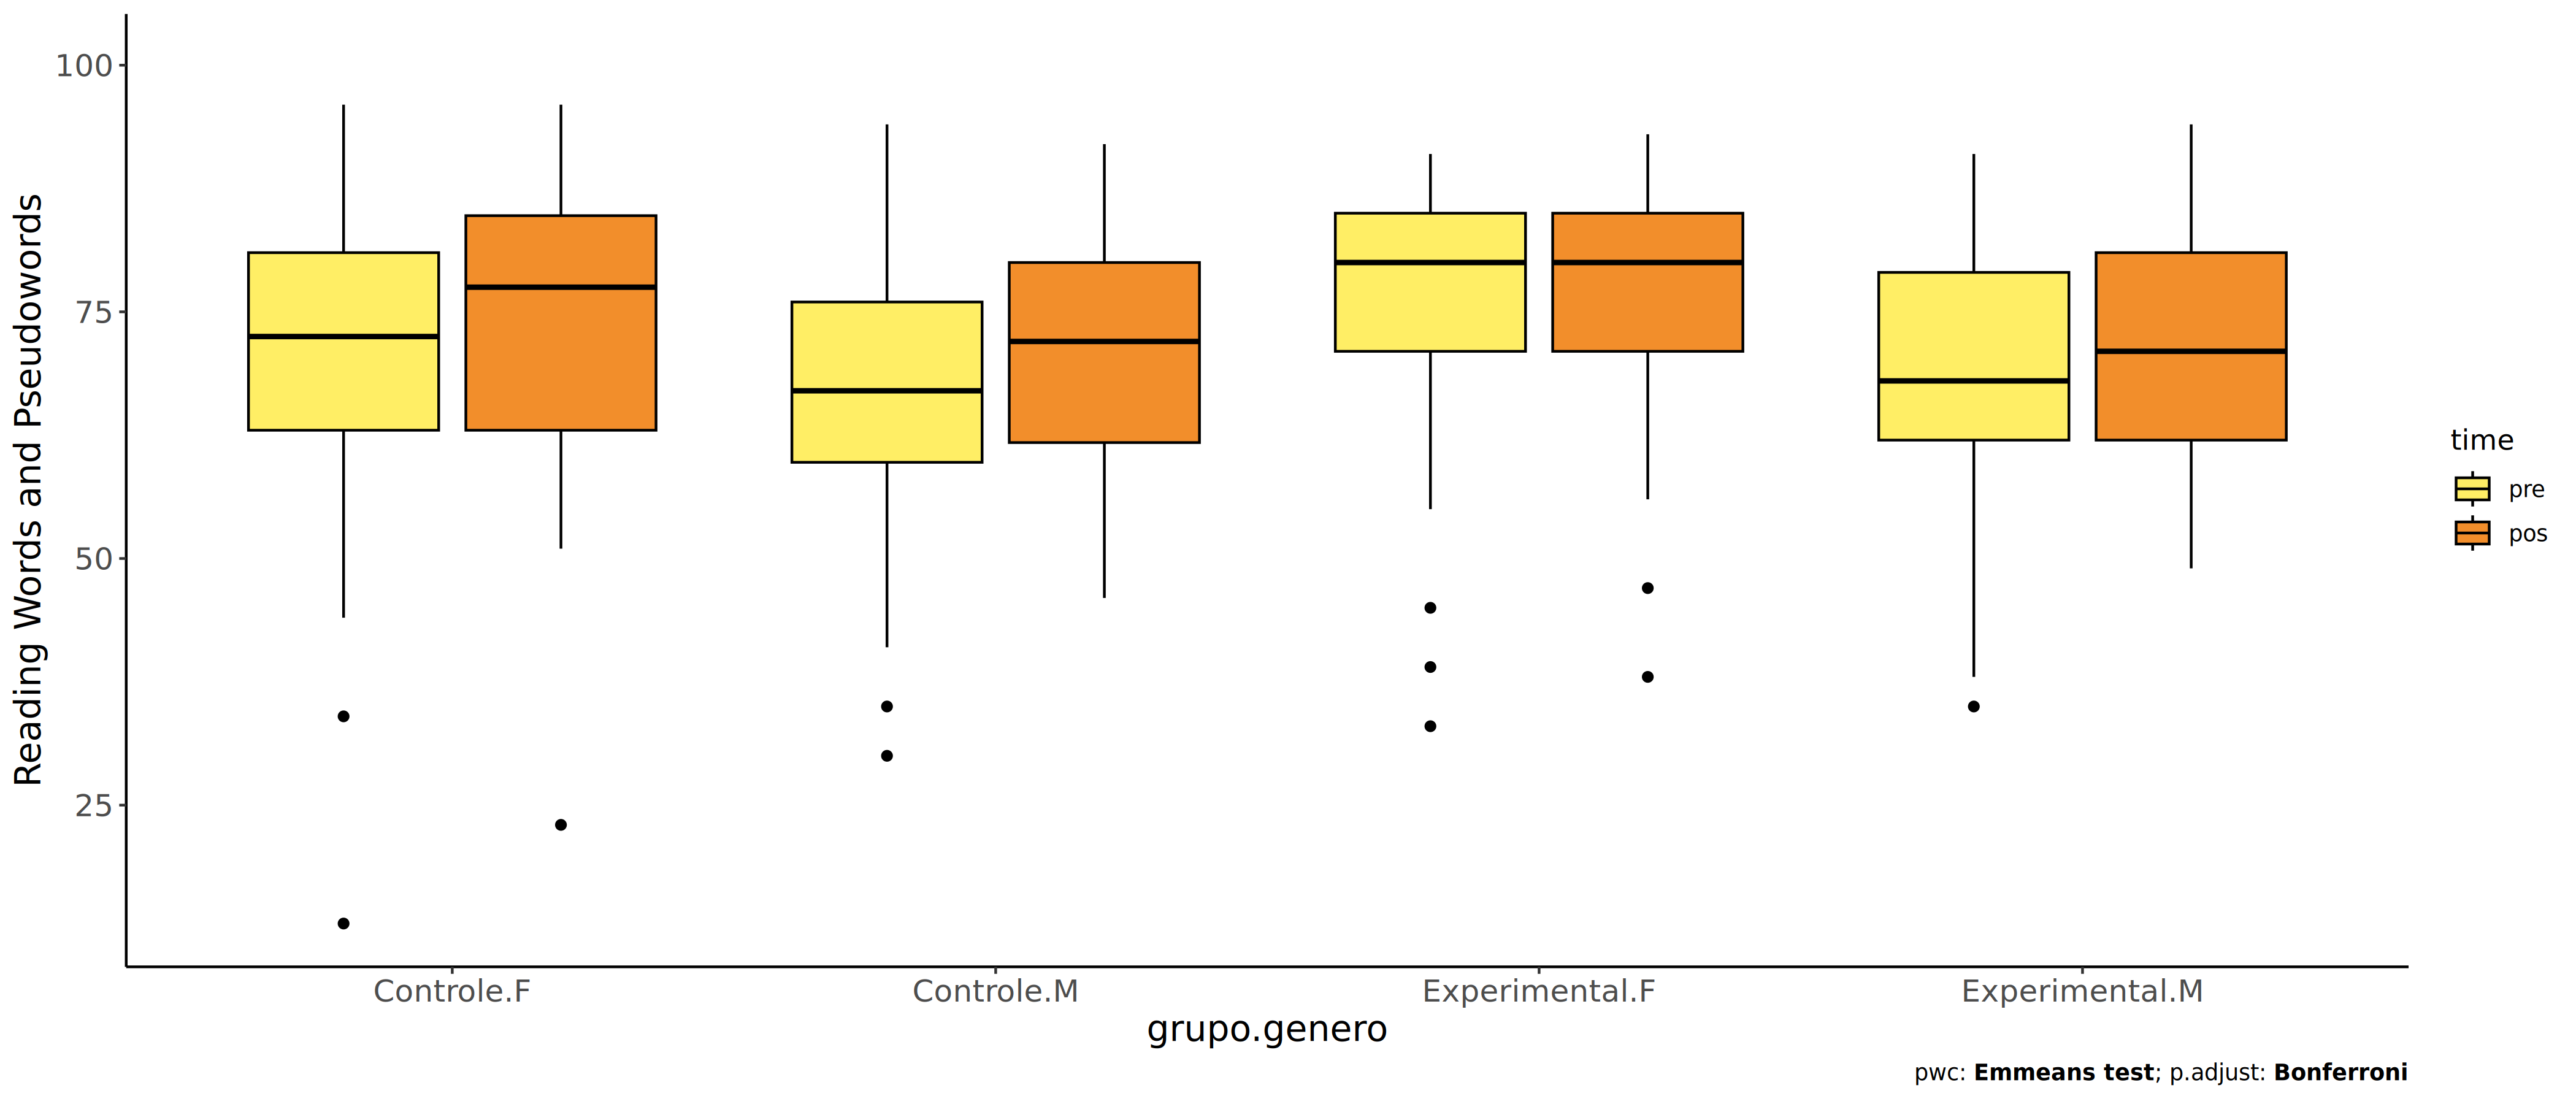 Reading Words and Pseudowords
100
75
50
25
Controle.F
Controle.M
Experimental.F
Experimental.M
grupo.genero
time
pre
pos
pwc: Emmeans test; p.adjust: Bonferroni